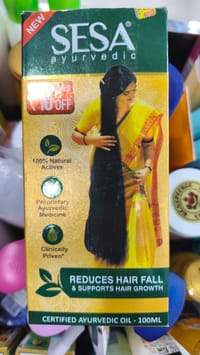 NEW
SESA
ayurvedic
₹10 OFF
100% Natural
Actives
Proprietary
Ayurvedic
Medicine
Clinically
Proven*
REDUCES HAIR FALL
& SUPPORTS HAIR GROWTH
CERTIFIED AYURVEDIC OIL - 100ML